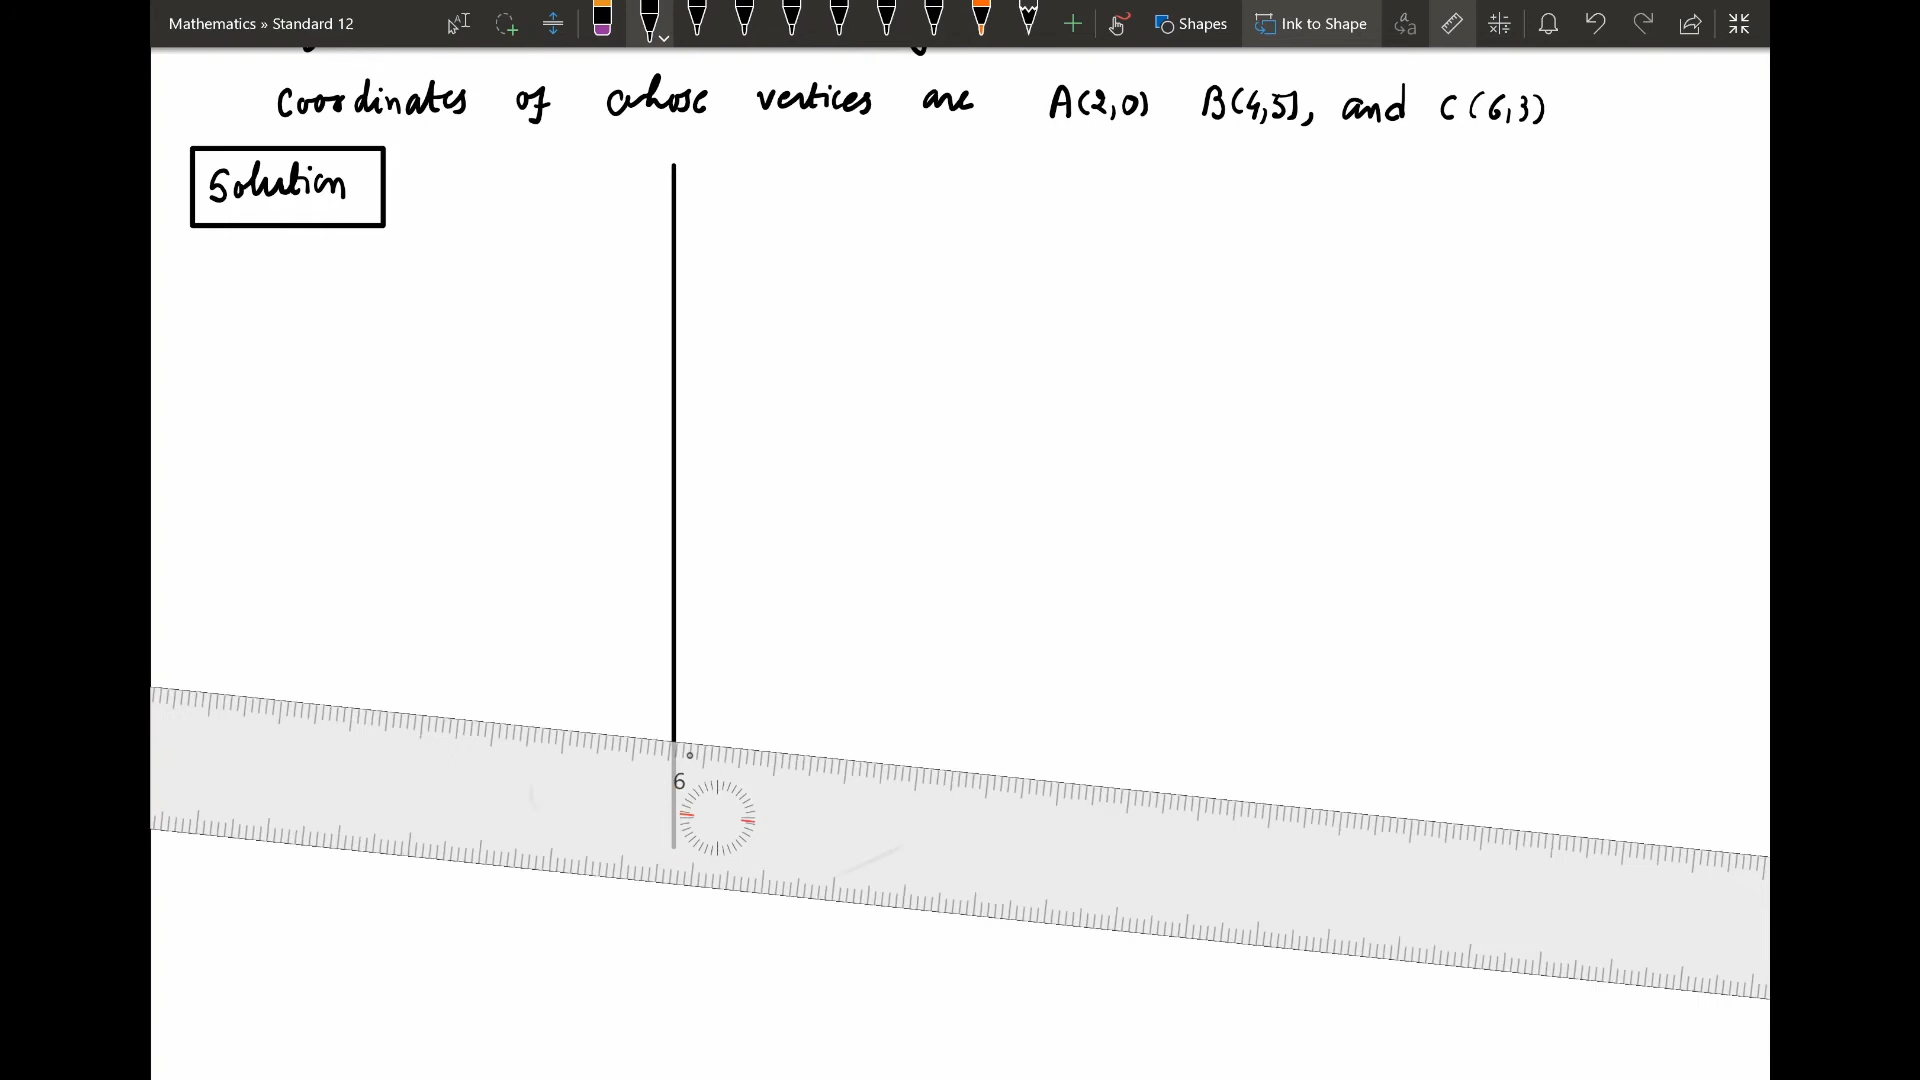 Mathematics » Standard 12
Shapes
Ink to Shape
Coordinates of whose vertices are A(2,0) B(4,5), and C(6,3)
Solution
6°